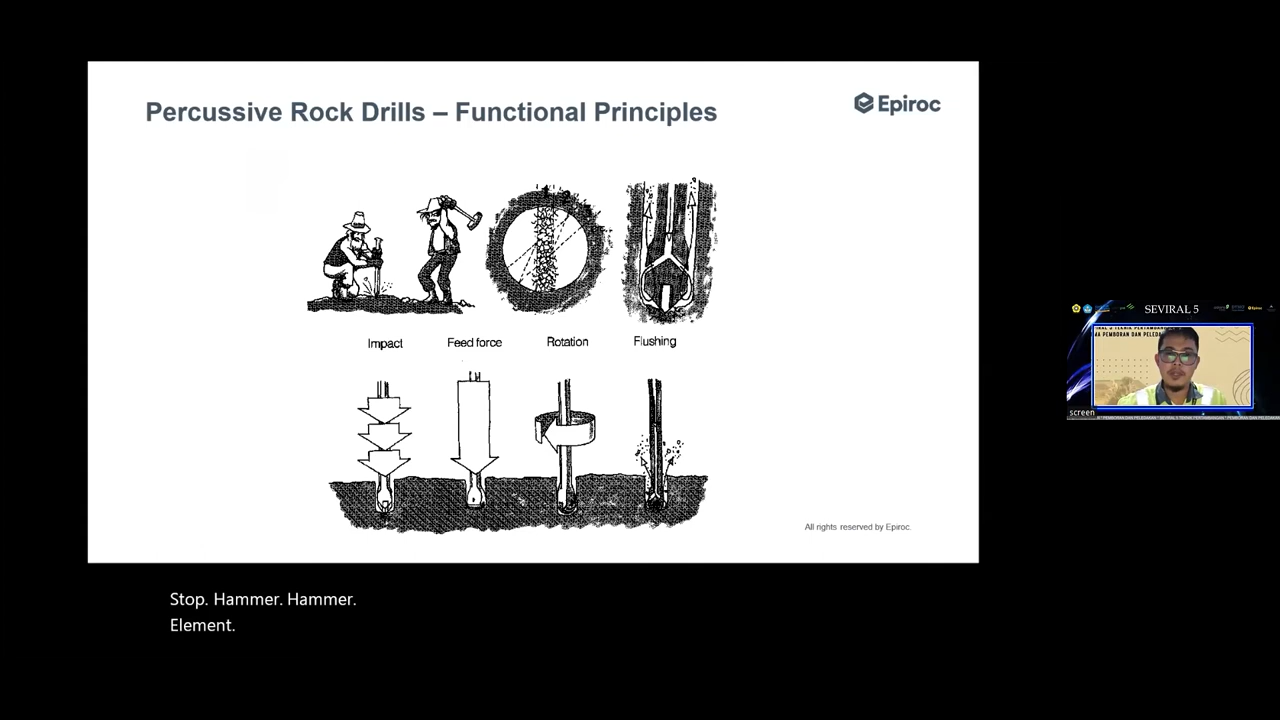 Percussive Rock Drills – Functional Principles
Epiroc
Impact
Feed force
Rotation
Flushing
All rights reserved by Epiroc.
SEVIRAL 5
screen
Stop. Hammer. Hammer.
Element.